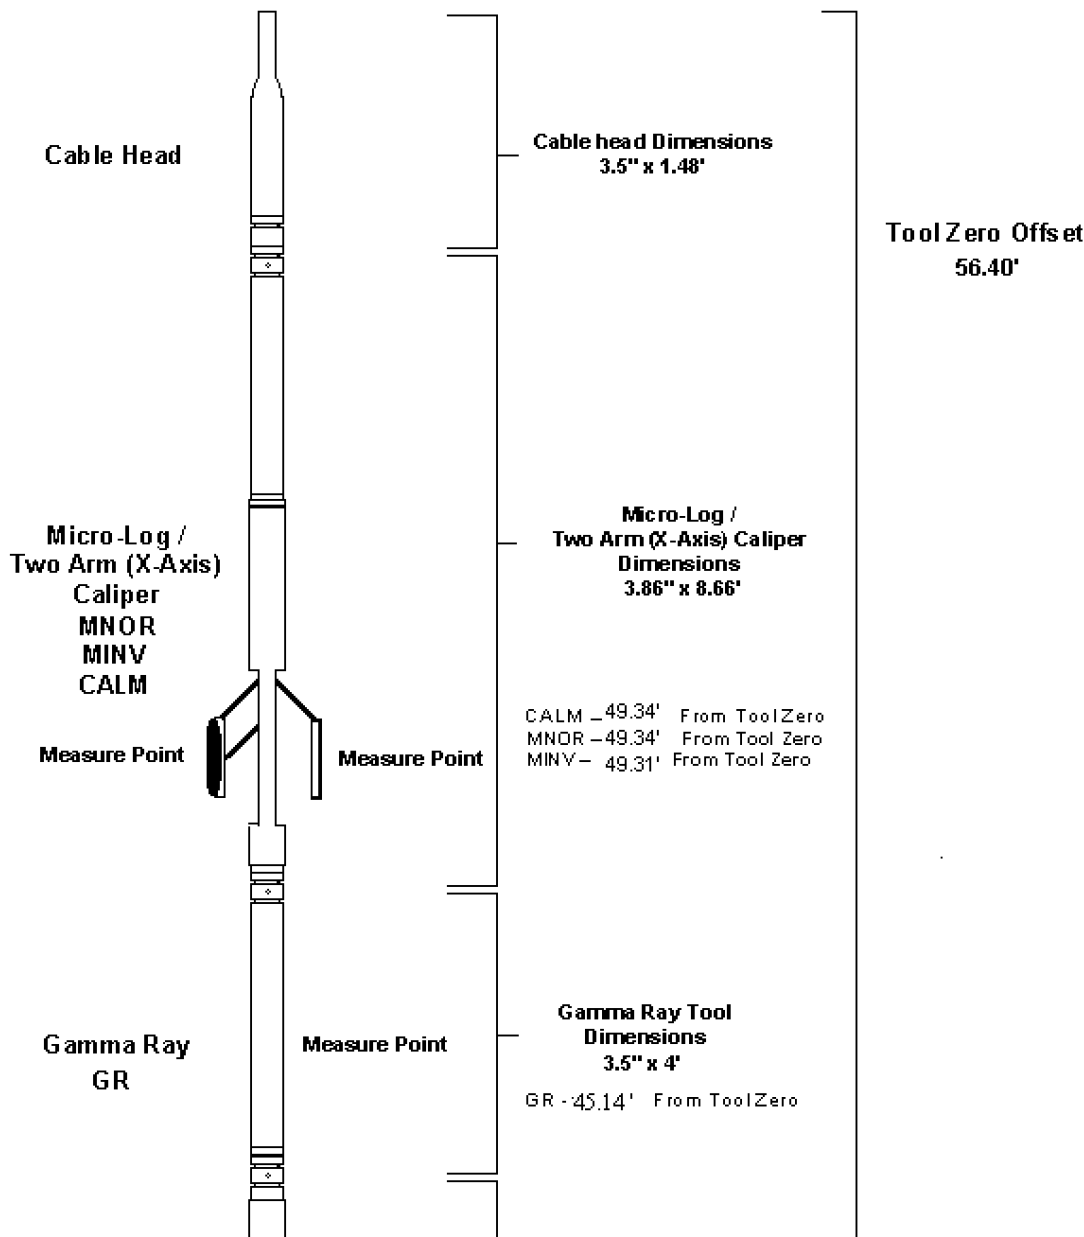 Cable Head
Cable head Dimensions
3.5" x 1.48'
Tool Zero Offset
56.40'
Micro-Log /
Two Arm (X-Axis)
Caliper
MNOR
MINV
CALM
Micro-Log /
Two Arm (X-Axis) Caliper
Dimensions
3.86" x 8.66'
Measure Point
Measure Point
CALM - 49.34' From Tool Zero
MNOR - 49.34' From Tool Zero
MINV - 49.31' From Tool Zero
Gamma Ray
GR
Measure Point
Gamma Ray Tool
Dimensions
3.5" x 4'
GR - 45.14' From Tool Zero